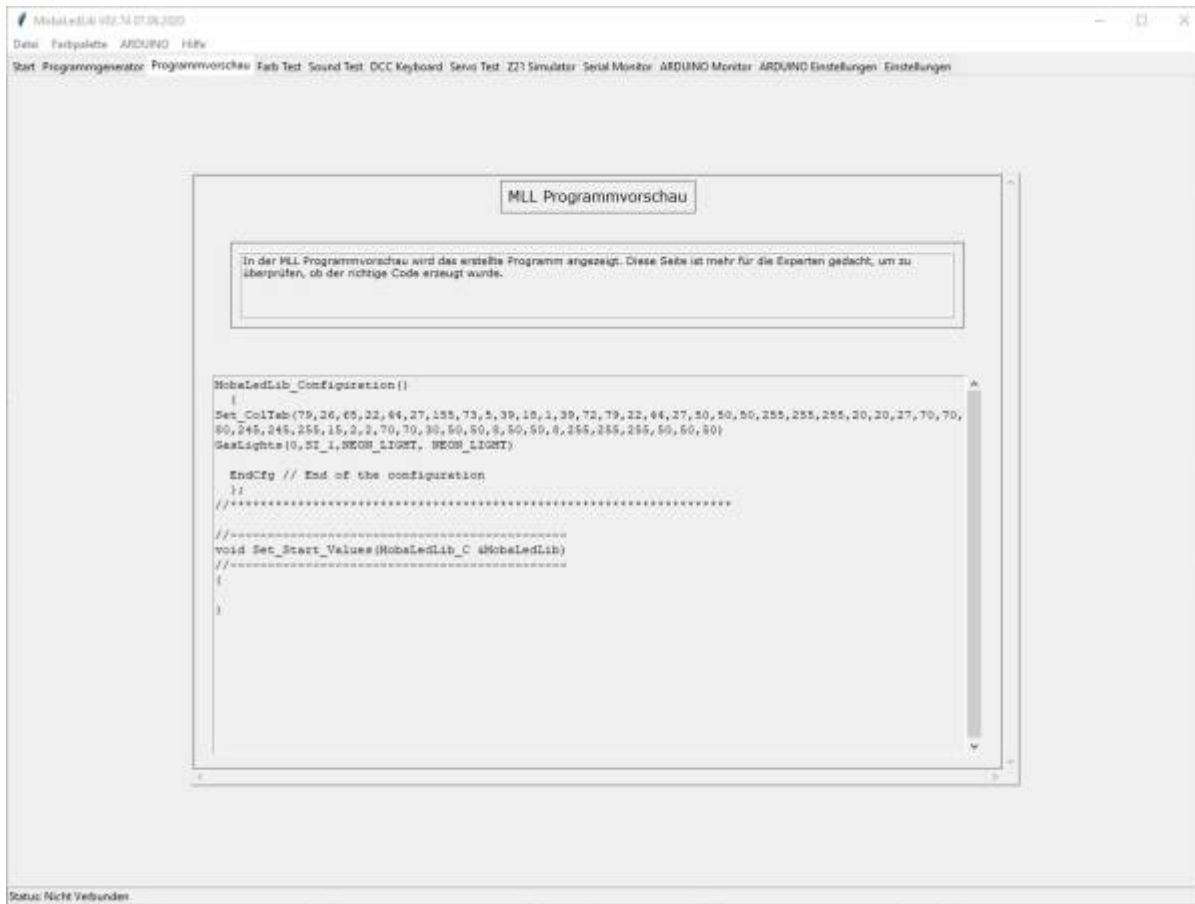 MobaLedLib V02.74 07.06.2020
Datei Farbpalette ARDUINO Hilfe
Start Programmgenerator Programmvorschau Farb Test Sound Test DCC Keyboard Servo Test Z21 Simulator Serial Monitor ARDUINO Monitor ARDUINO Einstellungen Einstellungen
MLL Programmvorschau
In der MLL Programmvorschau wird das erstellte Programm angezeigt. Diese Seite ist mehr für die Experten gedacht, um zu
überprüfen, ob der richtige Code erzeugt wurde.
MobaLedLib_Configuration()
{
Set_ColTab(79,26,65,22,44,27,155,73,5,39,18,1,39,72,79,22,44,27,50,50,50,255,255,255,20,20,27,70,70,
80,245,245,255,15,2,2,70,70,30,50,50,8,50,50,8,255,255,255,50,50,50)
GasLights(0,SI_1,NEON_LIGHT, NEON_LIGHT)
EndCfg // End of the configuration
};
//*******************************************************************
//=============================================
void Set_Start_Values(MobaLedLib_C &MobaLedLib)
//=============================================
{
}
Status: Nicht Verbunden